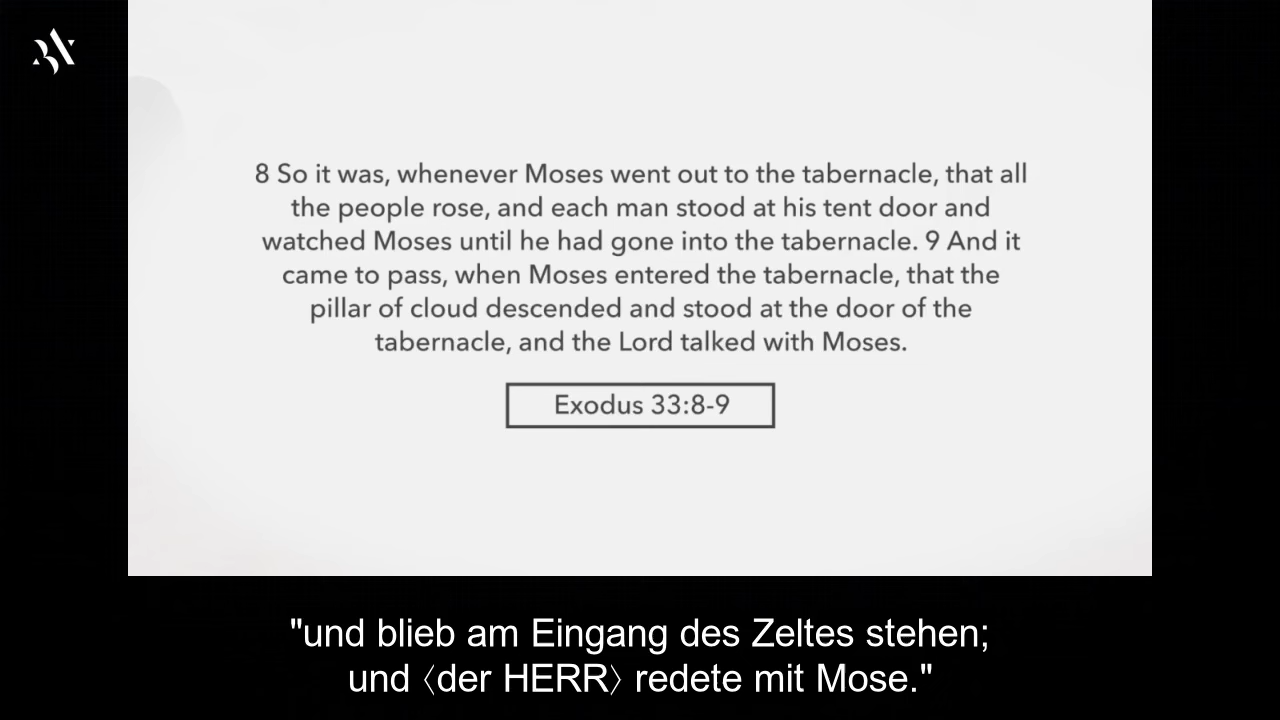 8 So it was, whenever Moses went out to the tabernacle, that all
the people rose, and each man stood at his tent door and
watched Moses until he had gone into the tabernacle. 9 And it
came to pass, when Moses entered the tabernacle, that the
pillar of cloud descended and stood at the door of the
tabernacle, and the Lord talked with Moses.
Exodus 33:8-9
"und blieb am Eingang des Zeltes stehen;
und 〈der HERR〉 redete mit Mose."